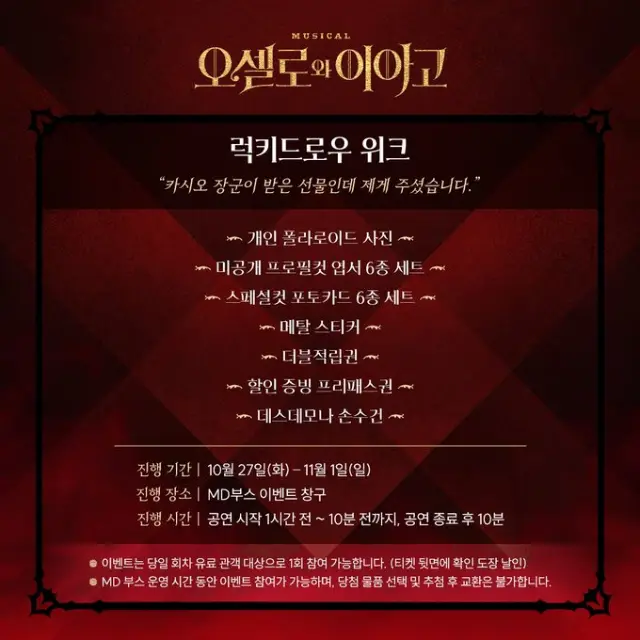 MUSICAL
오셀로와 이아고
럭키드로우 위크
“카시오 장군이 받은 선물인데 제게 주셨습니다.”
개인 폴라로이드 사진
미공개 프로필컷 엽서 6종 세트
스페셜컷 포토카드 6종 세트
메탈 스티커
더블적립권
할인 증빙 프리패스권
데스데모나 손수건
진행 기간 | 10월 27일(화) – 11월 1일(일)
진행 장소 | MD부스 이벤트 창구
진행 시간 | 공연 시작 1시간 전 ~ 10분 전까지, 공연 종료 후 10분
이벤트는 당일 회차 유료 관객 대상으로 1회 참여 가능합니다. (티켓 뒷면에 확인 도장 날인)
MD 부스 운영 시간 동안 이벤트 참여가 가능하며, 당첨 물품 선택 및 추첨 후 교환은 불가합니다.